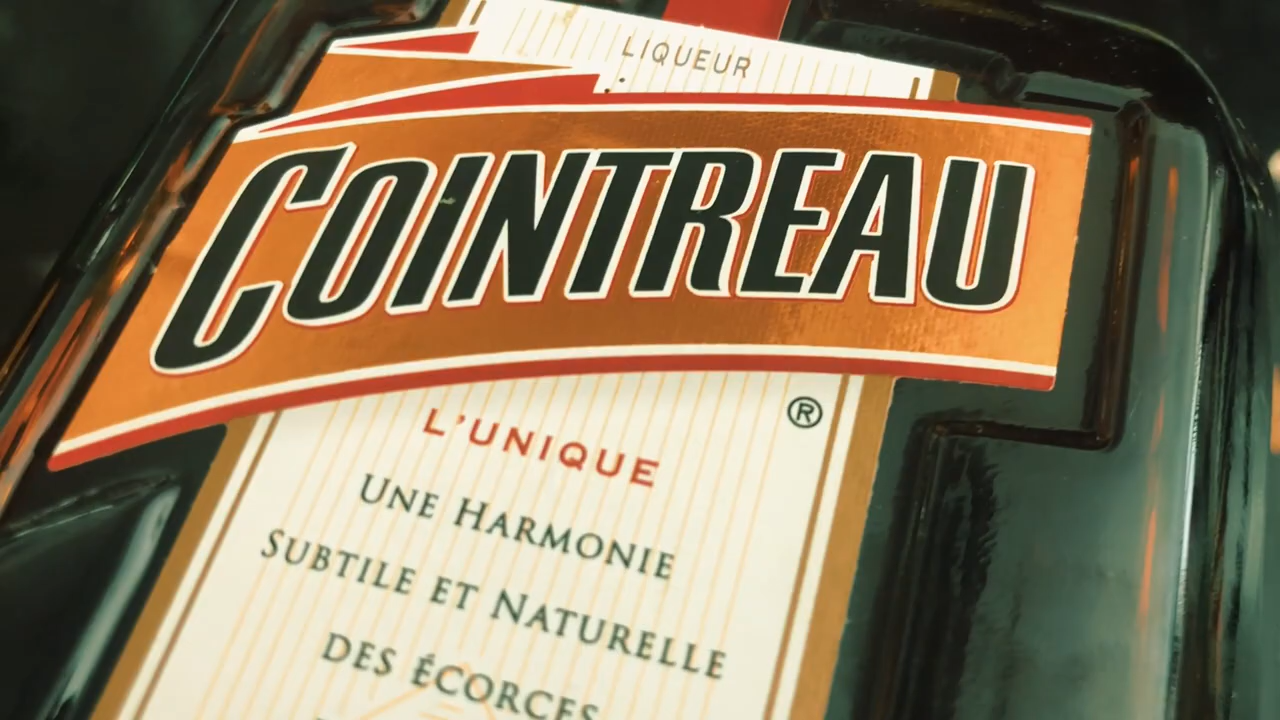 LIQUEUR
COINTREAU
®
L'UNIQUE
UNE HARMONIE
SUBTILE ET NATURELLE
DES ÉCORCES